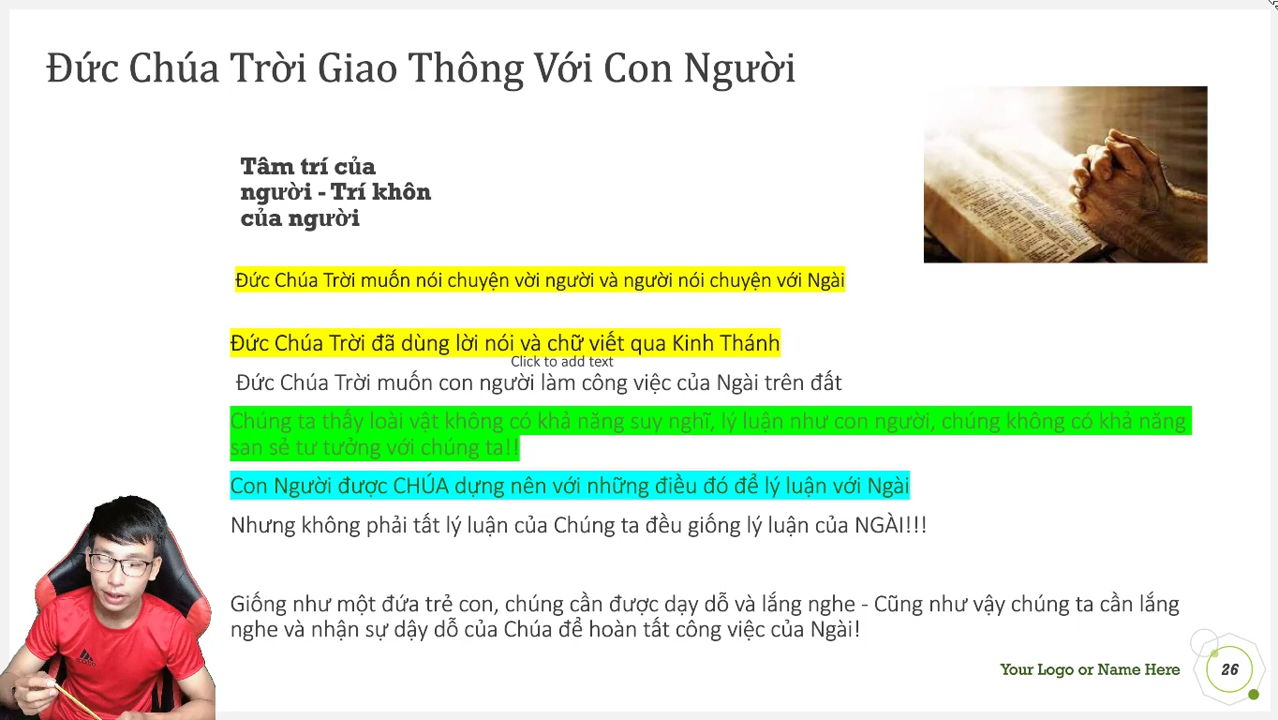 Đức Chúa Trời Giao Thông Với Con Người
Tâm trí của
người - Trí khôn
của người
Đức Chúa Trời muốn nói chuyện vời người và người nói chuyện với Ngài
Đức Chúa Trời đã dùng lời nói và chữ viết qua Kinh Thánh
Click to add text
Đức Chúa Trời muốn con người làm công việc của Ngài trên đất
Chúng ta thấy loài vật không có khả năng suy nghĩ, lý luận như con người, chúng không có khả năng
san sẻ tư tưởng với chúng ta!!
Con Người được CHÚA dựng nên với những điều đó để lý luận với Ngài
Nhưng không phải tất lý luận của Chúng ta đều giống lý luận của NGÀI!!!
Giống như một đứa trẻ con, chúng cần được dạy dỗ và lắng nghe - Cũng như vậy chúng ta cần lắng
nghe và nhận sự dậy dỗ của Chúa để hoàn tất công việc của Ngài!
Your Logo or Name Here
26